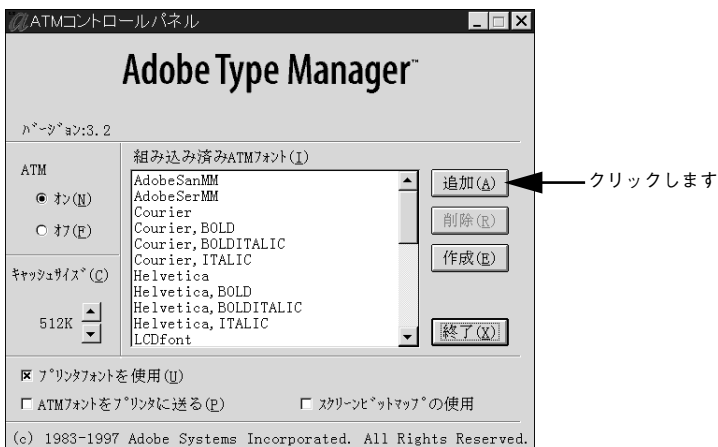 ATMコントロールパネル
Adobe Type Manager™
ﾊﾞｰｼﾞｮﾝ:3.2
ATM
オン(N)
オフ(F)
ｷｬｯｼｭｻｲｽﾞ(C)
512K
組み込み済みATMﾌｫﾝﾄ(I)
AdobeSanMM
AdobeSerMM
Courier
Courier,BOLD
Courier,BOLDITALIC
Courier,ITALIC
Helvetica
Helvetica,BOLD
Helvetica,BOLDITALIC
Helvetica,ITALIC
LCDfont
追加(A)
クリックします
削除(R)
作成(E)
終了(X)
ﾌﾟﾘﾝﾀﾌｫﾝﾄを使用(U)
ATMﾌｫﾝﾄをﾌﾟﾘﾝﾀに送る(P)
ｽｸﾘｰﾝﾋﾞｯﾄﾏｯﾌﾟの使用
(c) 1983-1997 Adobe Systems Incorporated. All Rights Reserved.